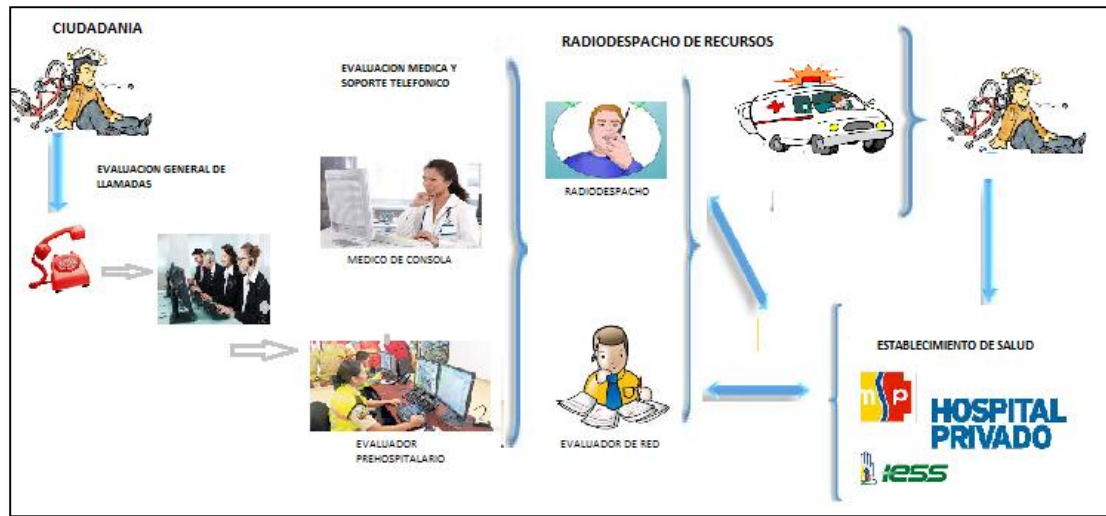 CIUDADANIA
EVALUACION GENERAL DE
LLAMADAS
EVALUACION MEDICA Y
SOPORTE TELEFONICO
MEDICO DE CONSOLA
EVALUADOR
PREHOSPITALARIO
RADIODESPACHO DE RECURSOS
RADIODESPACHO
EVALUADOR DE RED
ESTABLECIMIENTO DE SALUD
msp
HOSPITAL
PRIVADO
IESS